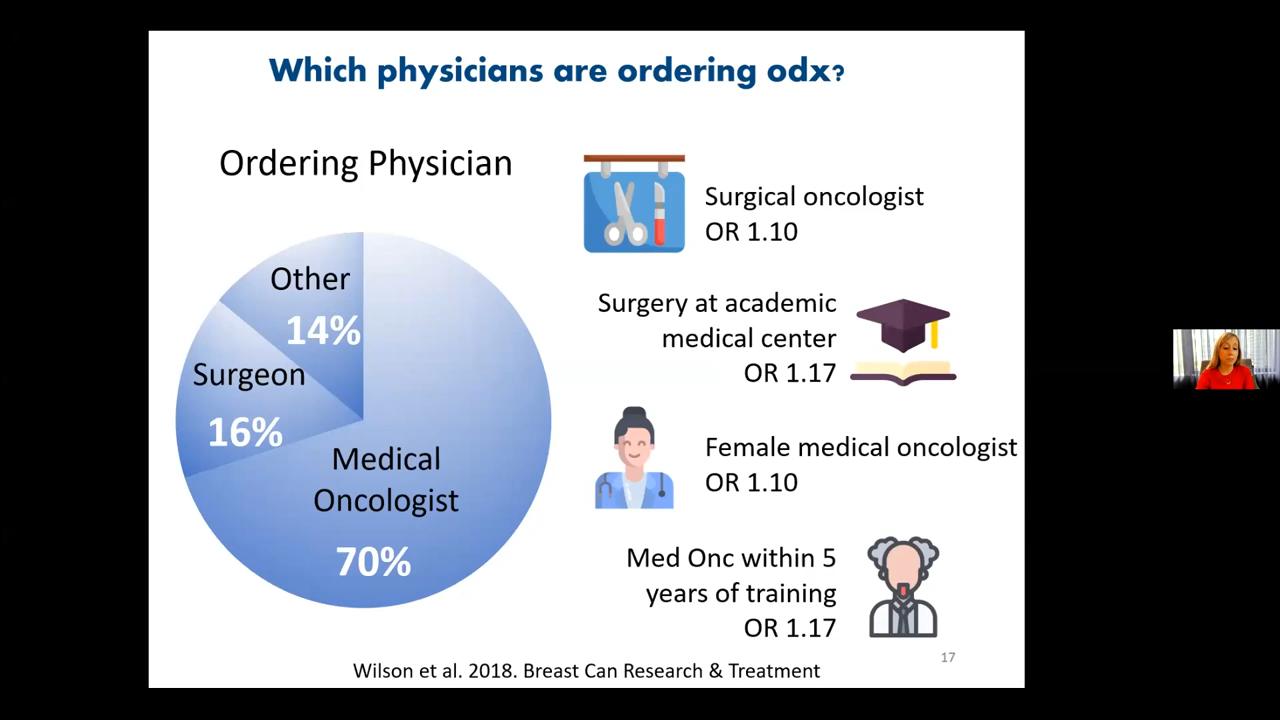 Which physicians are ordering odx?
Ordering Physician
Other
14%
Surgeon
16%
Medical
Oncologist
70%
Surgical oncologist
OR 1.10
Surgery at academic
medical center
OR 1.17
Female medical oncologist
OR 1.10
Med Onc within 5
years of training
OR 1.17
17
Wilson et al. 2018. Breast Can Research & Treatment